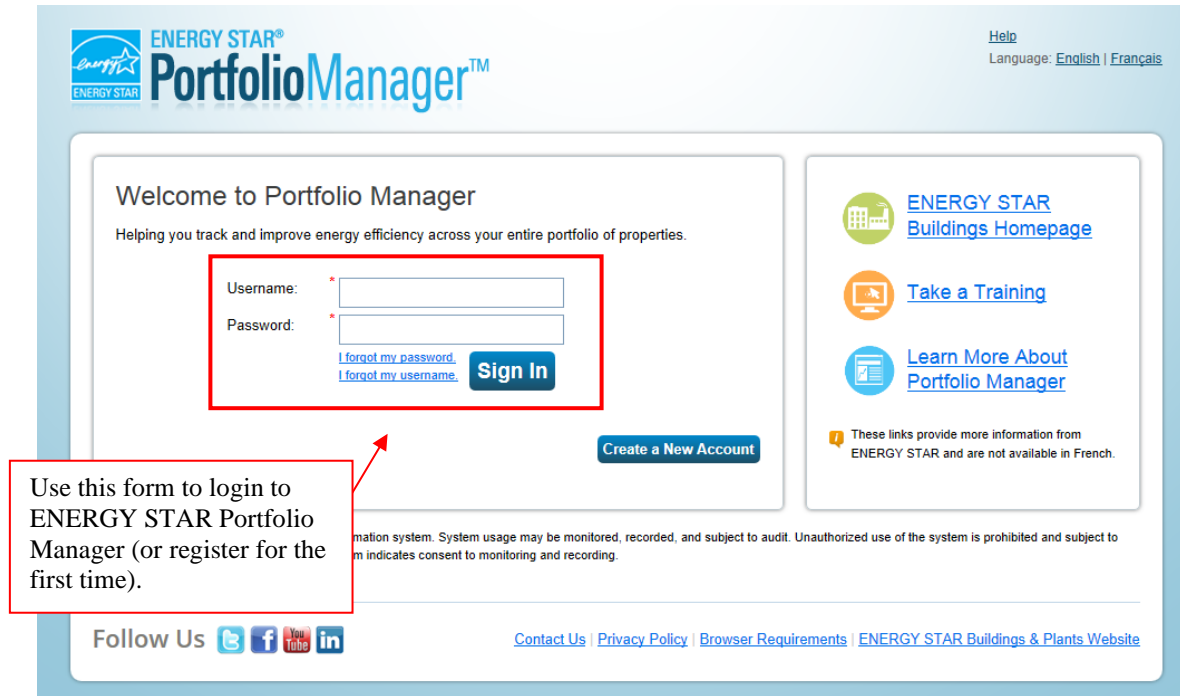 ENERGY STAR®
PortfolioManager™
energy
ENERGY STAR
Help
Language: English | Français
Welcome to Portfolio Manager
Helping you track and improve energy efficiency across your entire portfolio of properties.
Username: *
Password: *
I forgot my password.
I forgot my username.
Sign In
Create a New Account
ENERGY STAR
Buildings Homepage
Take a Training
Learn More About
Portfolio Manager
These links provide more information from
ENERGY STAR and are not available in French.
Use this form to login to
ENERGY STAR Portfolio
Manager (or register for the
first time).
mation system. System usage may be monitored, recorded, and subject to audit. Unauthorized use of the system is prohibited and subject to
m indicates consent to monitoring and recording.
Follow Us
You
Tube
in
Contact Us | Privacy Policy | Browser Requirements | ENERGY STAR Buildings & Plants Website